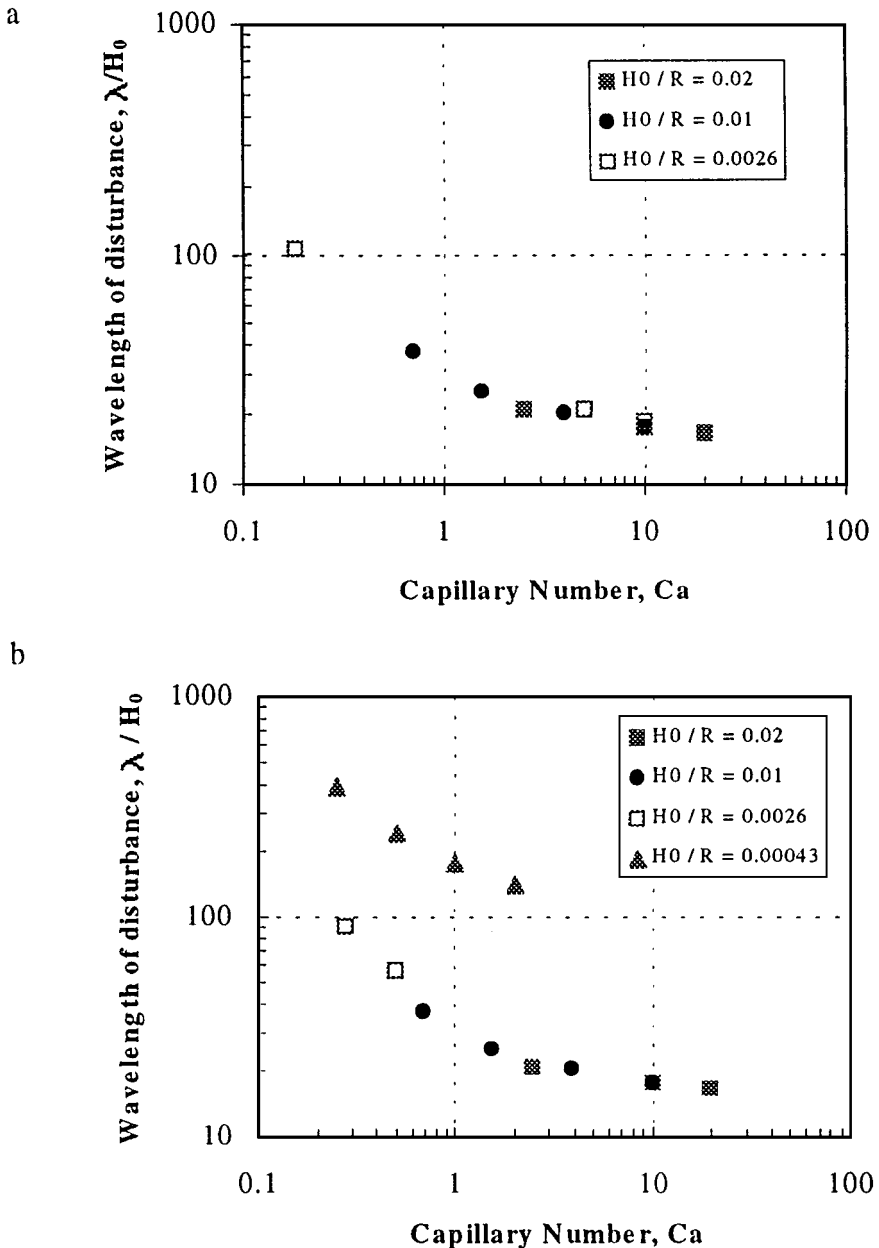 a
Wavelength of disturbance, λ/H₀
1000
100
10
0.1 1 10 100
H0 / R = 0.02
H0 / R = 0.01
H0 / R = 0.0026
Capillary Number, Ca
b
Wavelength of disturbance, λ / H₀
1000
100
10
0.1 1 10 100
H0 / R = 0.02
H0 / R = 0.01
H0 / R = 0.0026
H0 / R = 0.00043
Capillary Number, Ca